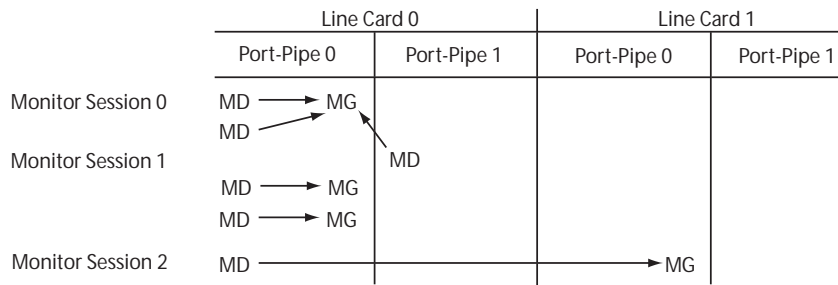 Line Card 0 Line Card 1
Port-Pipe 0 Port-Pipe 1 Port-Pipe 0 Port-Pipe 1
Monitor Session 0 MD MG
MD
Monitor Session 1 MD
MD MG
MD MG
Monitor Session 2 MD MG